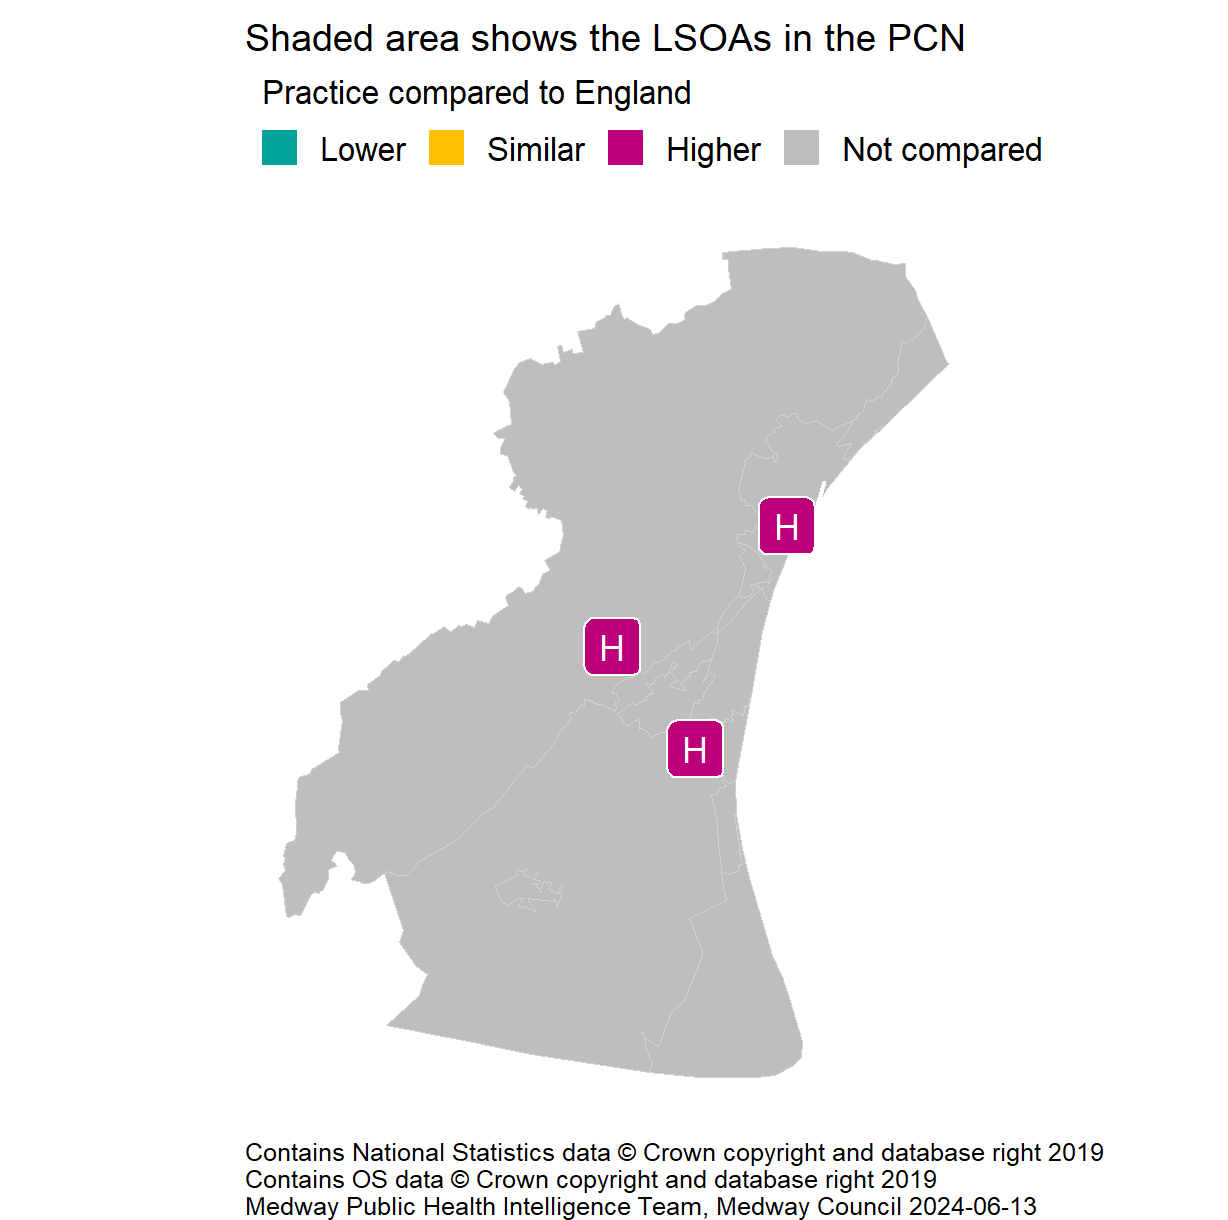 Shaded area shows the LSOAs in the PCN
Practice compared to England
Lower Similar Higher Not compared
H
H
H
Contains National Statistics data © Crown copyright and database right 2019
Contains OS data © Crown copyright and database right 2019
Medway Public Health Intelligence Team, Medway Council 2024-06-13